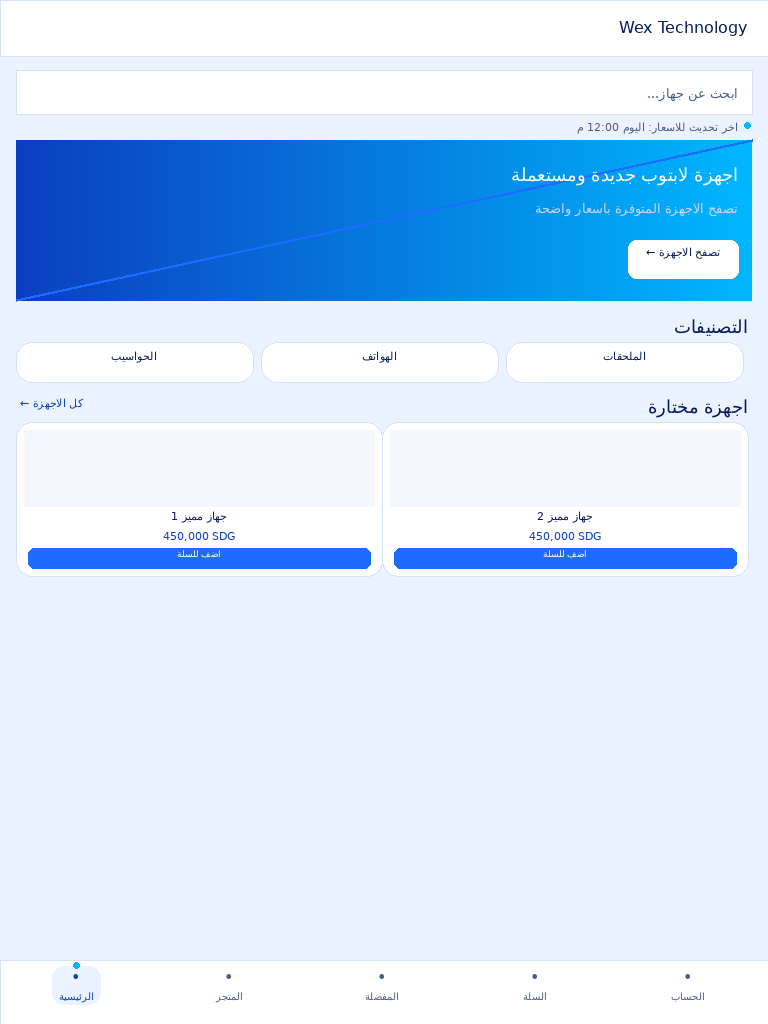 Wex Technology
ابحث عن جهاز...
اخر تحديث للاسعار: اليوم 12:00 م
اجهزة لابتوب جديدة ومستعملة
تصفح الاجهزة المتوفرة باسعار واضحة
تصفح الاجهزة ←
التصنيفات
الملحقات
الهواتف
الحواسيب
اجهزة مختارة
كل الاجهزة ←
جهاز مميز 2
450,000 SDG
اضف للسلة
جهاز مميز 1
450,000 SDG
اضف للسلة
الحساب
السلة
المفضلة
المتجر
الرئيسية